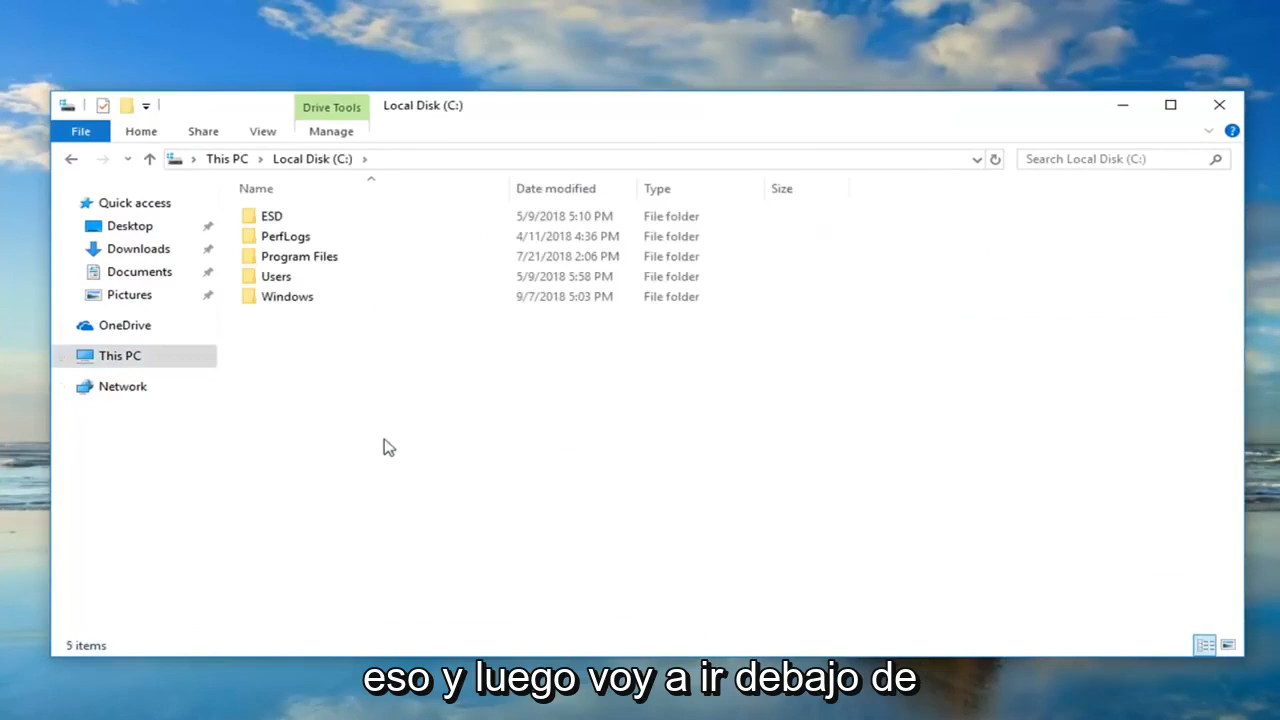 Drive Tools
Local Disk (C:)
File
Home
Share
View
Manage
This PC
Local Disk (C:)
Search Local Disk (C:)
Name
Date modified
Type
Size
Quick access
Desktop
Downloads
Documents
Pictures
OneDrive
This PC
Network
ESD 5/9/2018 5:10 PM File folder
PerfLogs 4/11/2018 4:36 PM File folder
Program Files 7/21/2018 2:06 PM File folder
Users 5/9/2018 5:58 PM File folder
Windows 9/7/2018 5:03 PM File folder
5 items
eso y luego voy a ir debajo de